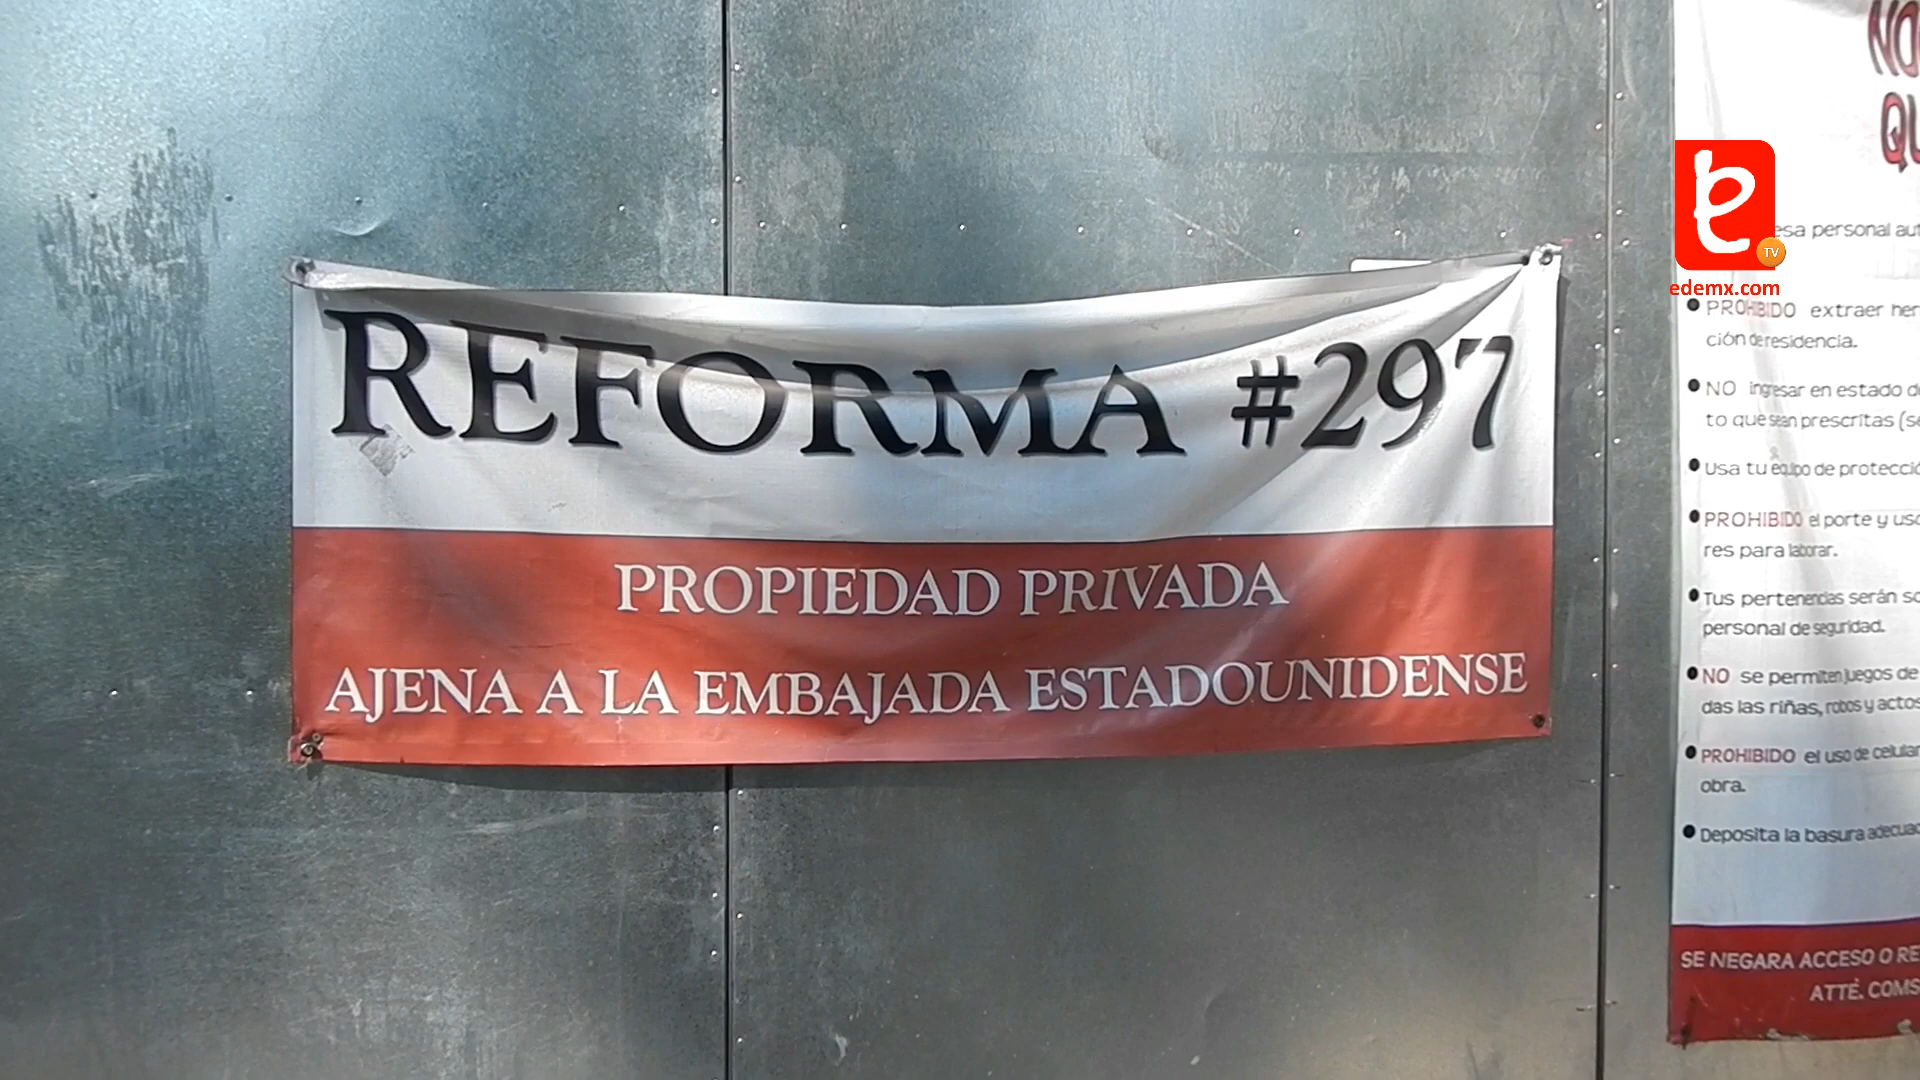 REFORMA #297
PROPIEDAD PRIVADA
AJENA A LA EMBAJADA ESTADOUNIDENSE
e
TV
edemx.com
personal
PROHIBIDO extraer
ción de residencia.
NO ingresar en estado
to que sean prescritas
Usa tu equipo de
PROHIBIDO el porte y
res para laborar.
Tus pertenencias serán
personal de seguridad.
NO se permiten juegos de
das las riñas, robos y actos
PROHIBIDO el uso de
obra.
Deposita la basura
SE NEGARA ACCESO O
ATTE.